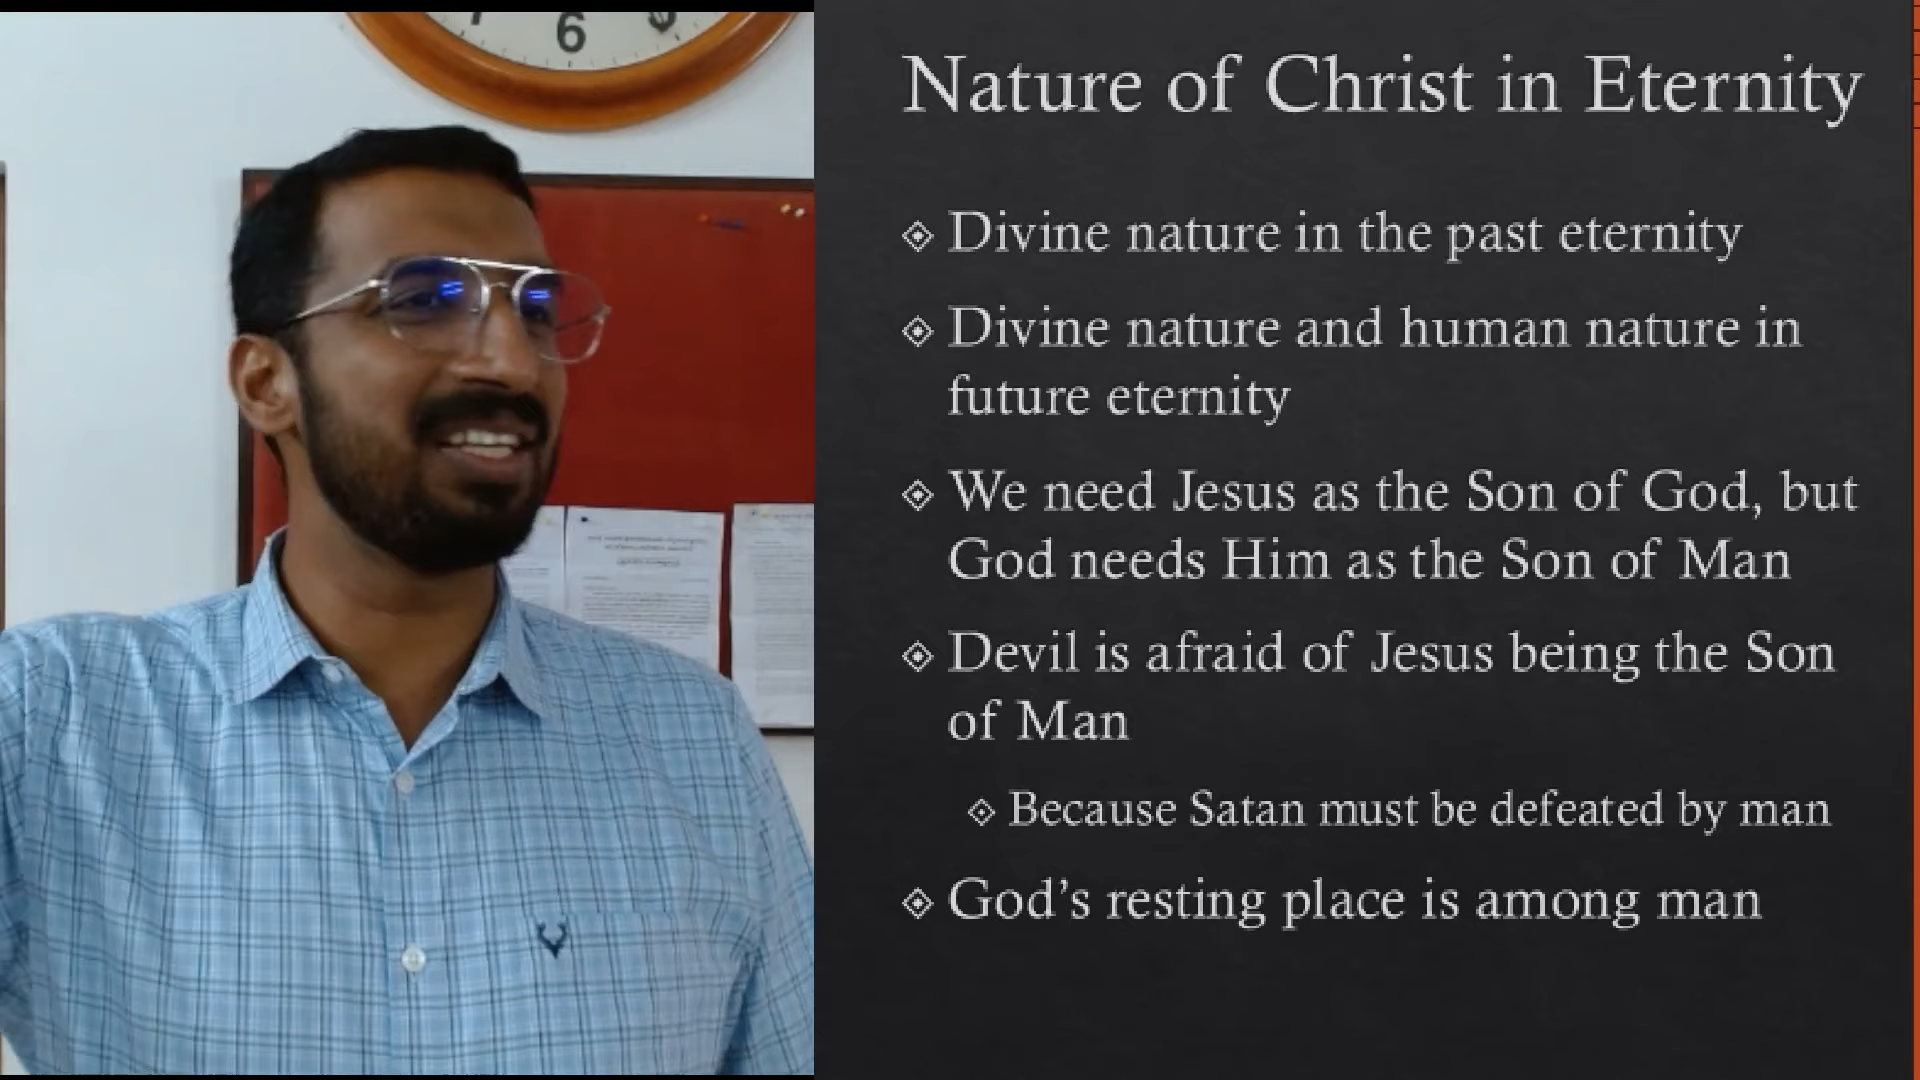 6
Nature of Christ in Eternity
Divine nature in the past eternity
Divine nature and human nature in
future eternity
We need Jesus as the Son of God, but
God needs Him as the Son of Man
Devil is afraid of Jesus being the Son
of Man
Because Satan must be defeated by man
God’s resting place is among man